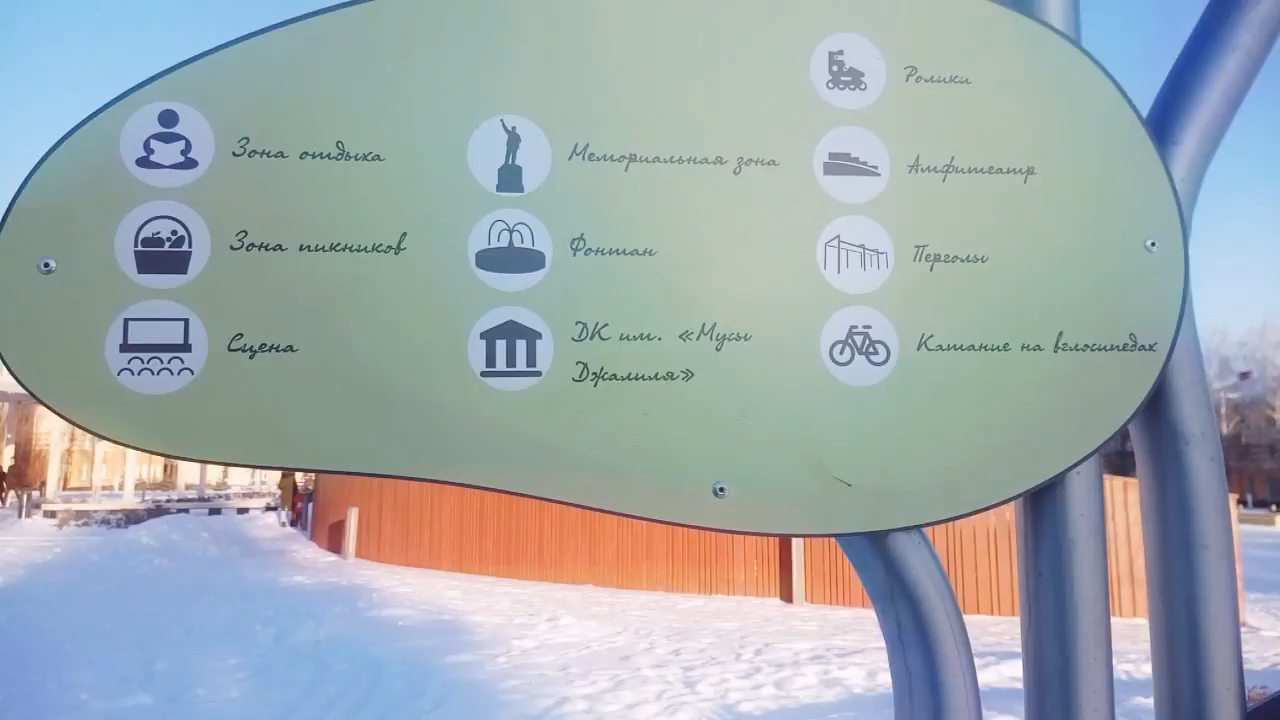 Зона отдыха
Зона пикников
Сцена
Мемориальная зона
Фонтан
ДК им. «Мусы
Джалиля»
Ролики
Амфитеатр
Перголы
Катание на велосипедах